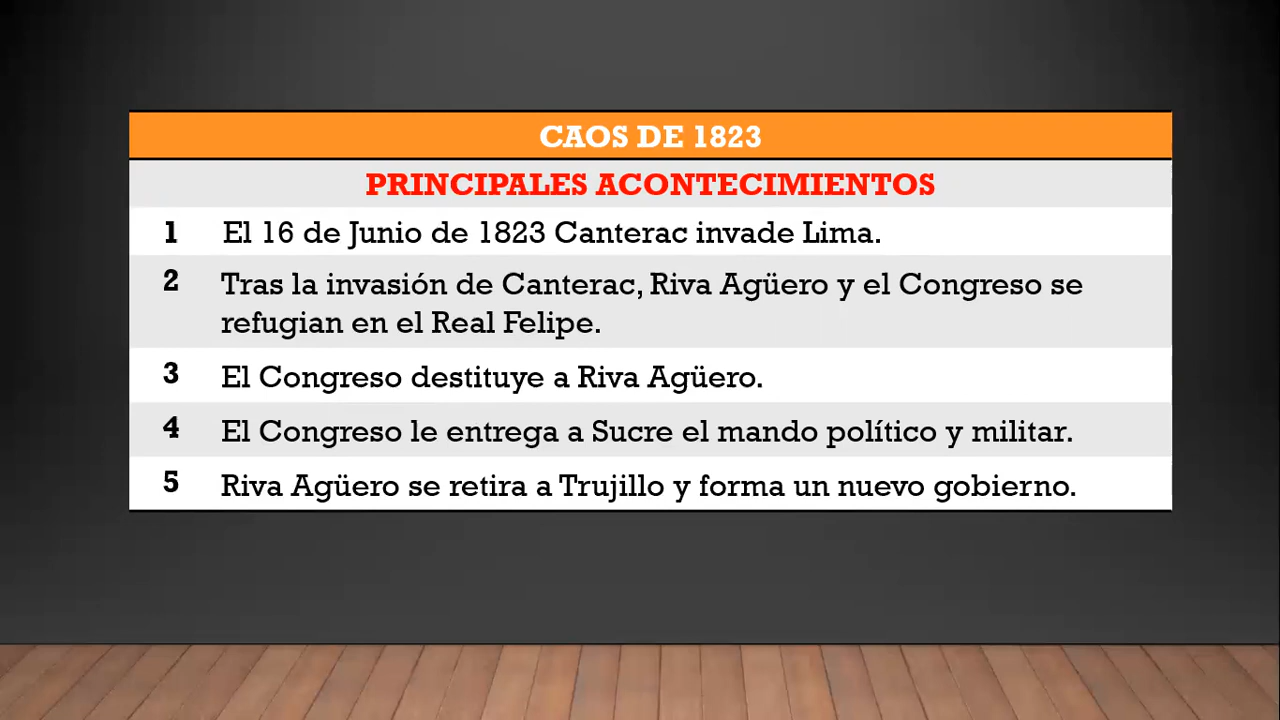 CAOS DE 1823
PRINCIPALES ACONTECIMIENTOS
1 El 16 de Junio de 1823 Canterac invade Lima.
2 Tras la invasión de Canterac, Riva Agüero y el Congreso se
refugian en el Real Felipe.
3 El Congreso destituye a Riva Agüero.
4 El Congreso le entrega a Sucre el mando político y militar.
5 Riva Agüero se retira a Trujillo y forma un nuevo gobierno.